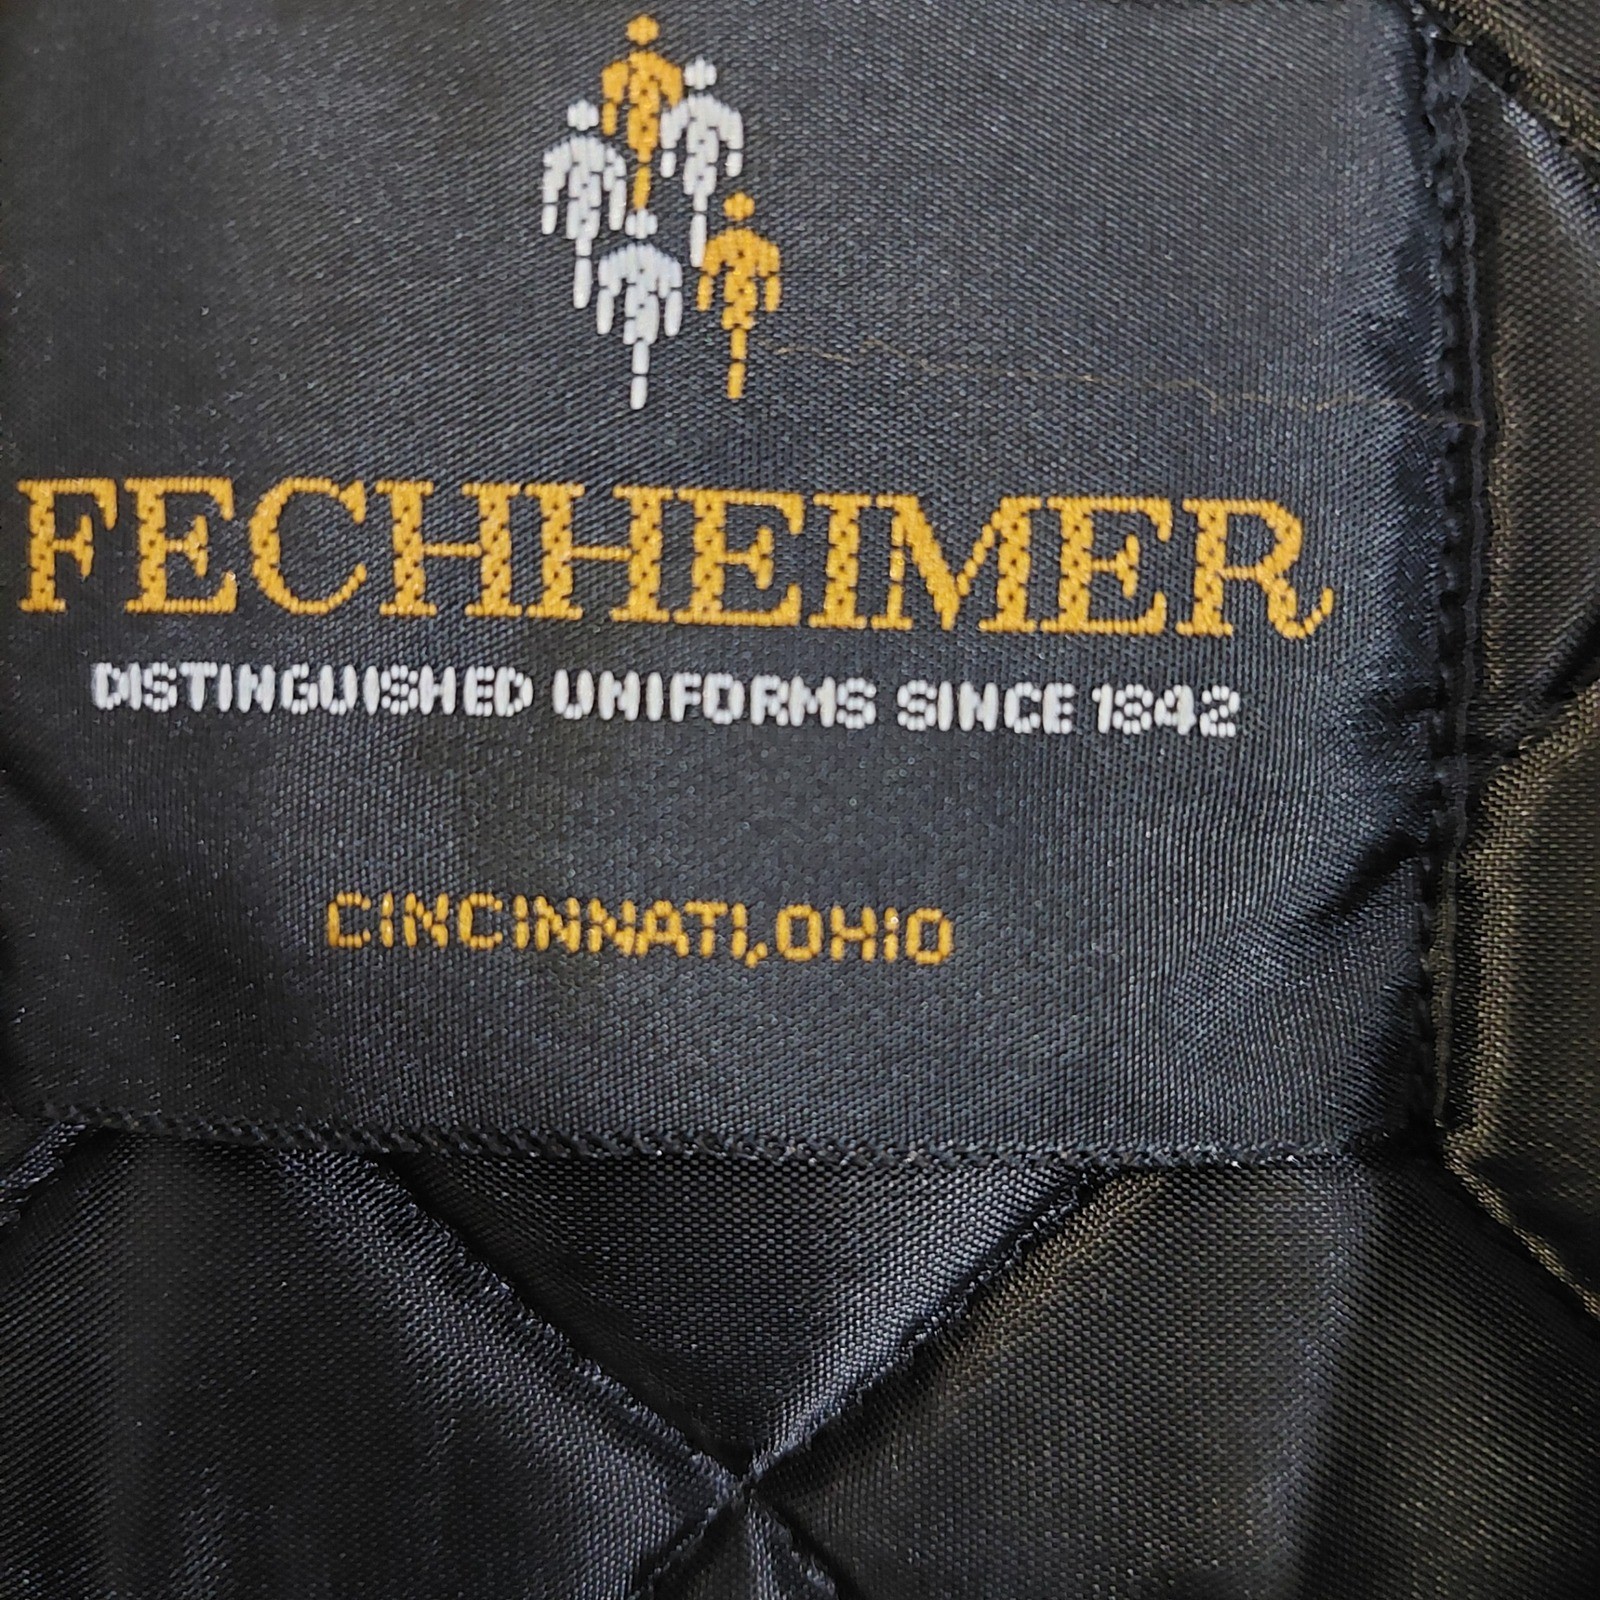 FECHHEIMER
DISTINGUISHED UNIFORMS SINCE 1842
CINCINNATI, OHIO